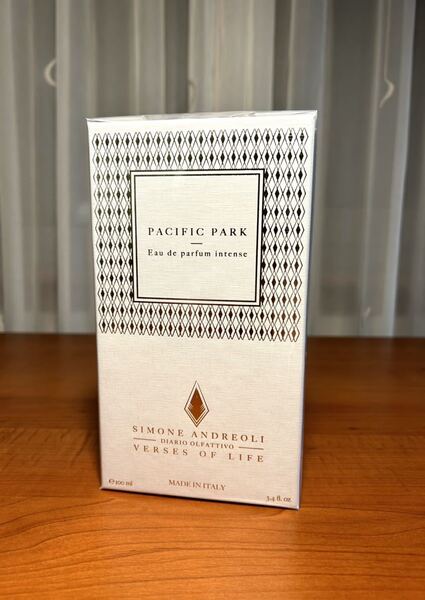 PACIFIC PARK
Eau de parfum intense
SIMONE ANDREOLI
DIARIO OLFATTIVO
VERSES OF LIFE
MADE IN ITALY
℮100 ml
3.4 fl. oz.